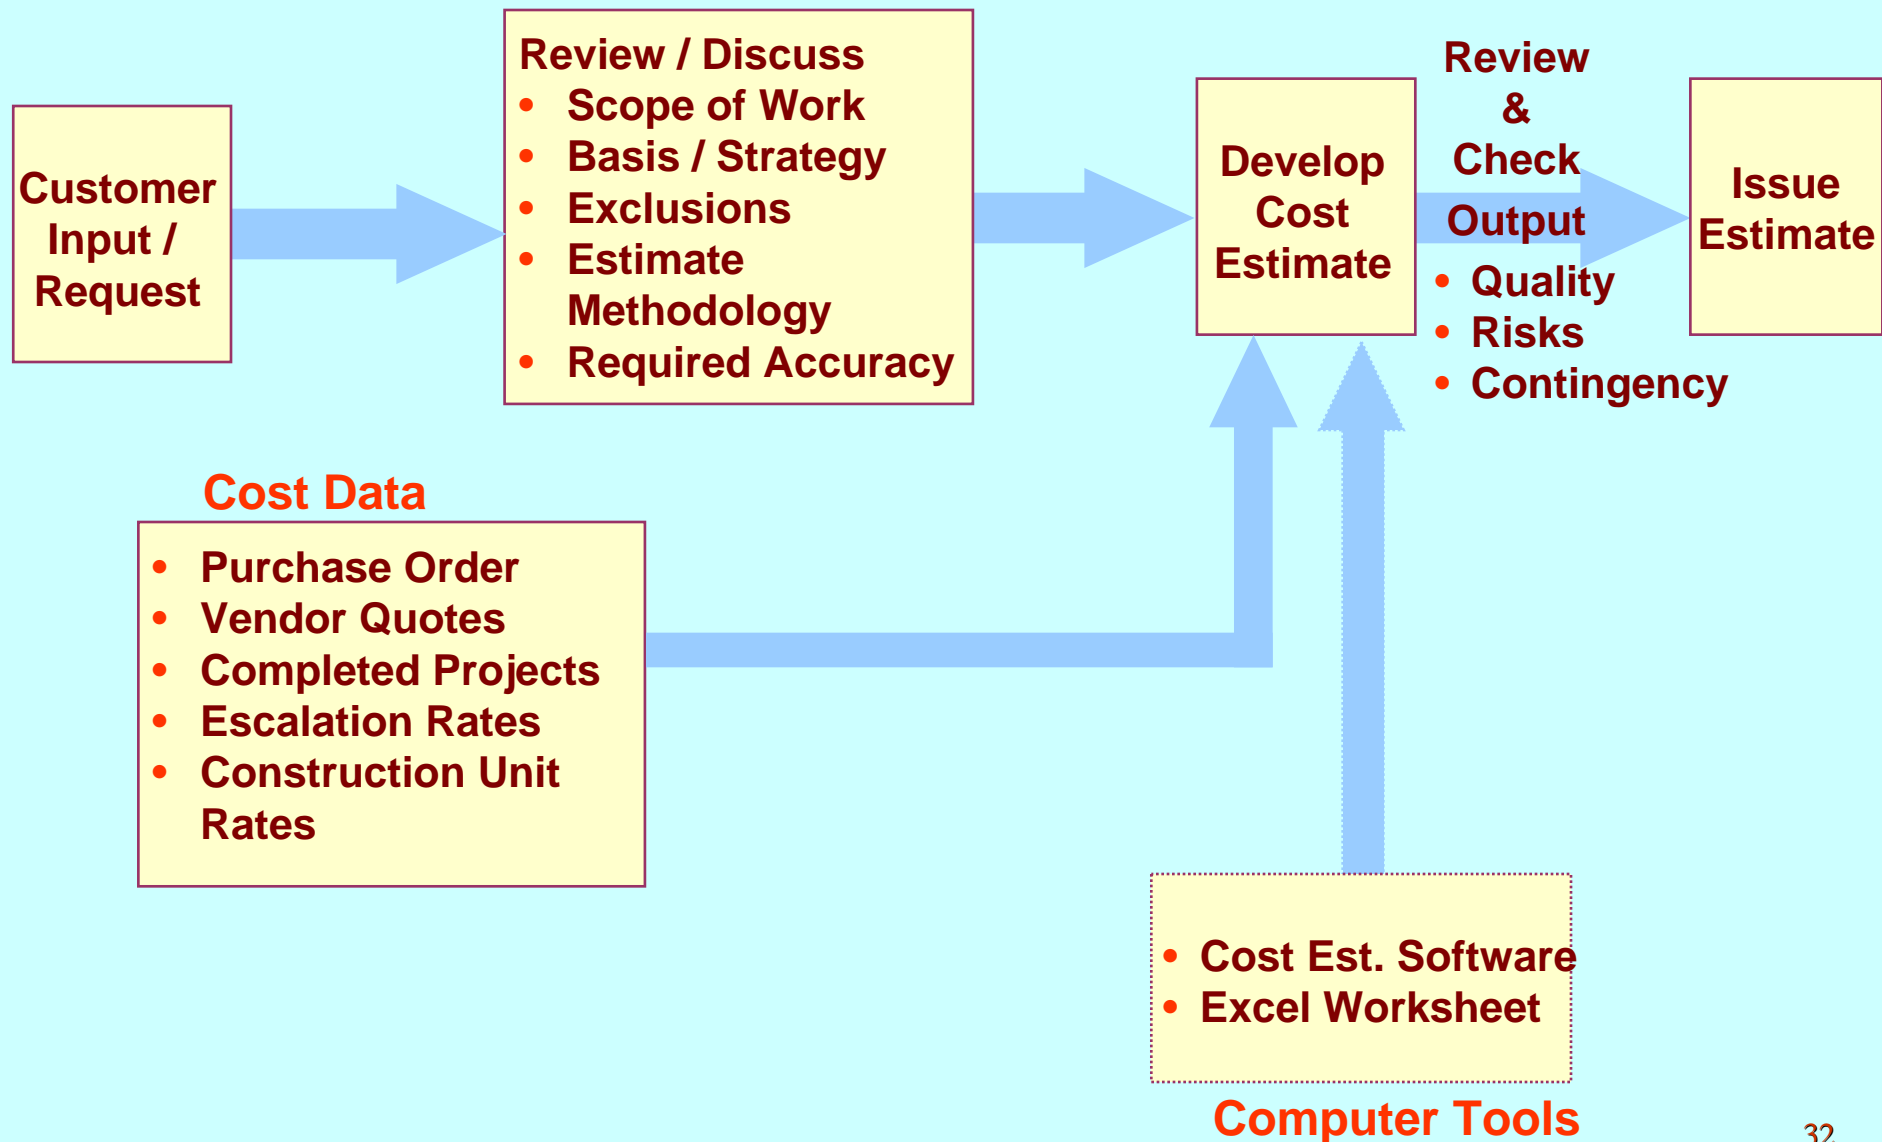 Customer
Input /
Request
Review / Discuss
• Scope of Work
• Basis / Strategy
• Exclusions
• Estimate
Methodology
• Required Accuracy
Develop
Cost
Estimate
Review
&
Check
Output
• Quality
• Risks
• Contingency
Issue
Estimate
Cost Data
• Purchase Order
• Vendor Quotes
• Completed Projects
• Escalation Rates
• Construction Unit
Rates
• Cost Est. Software
• Excel Worksheet
Computer Tools
32